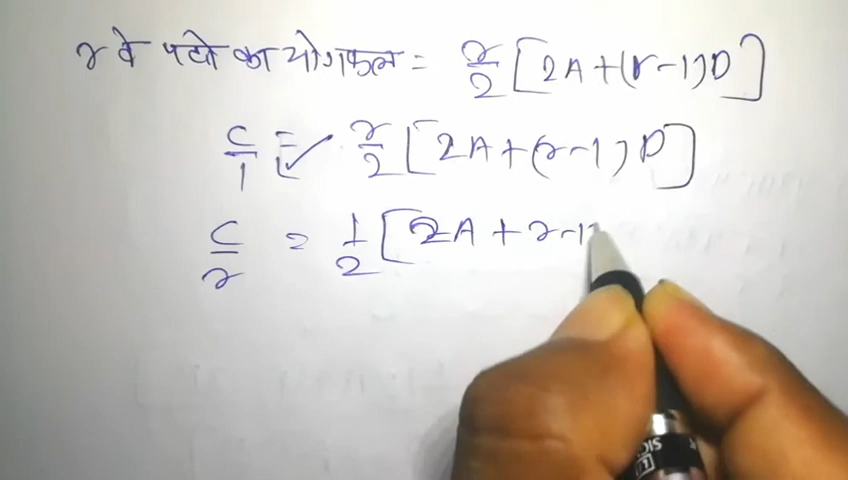 r वे पदो का योगफल = r/2 [2A+(r-1)D]
c/1 = r/2 [2A+(r-1)D]
c/r = 1/2 [2A+r-1